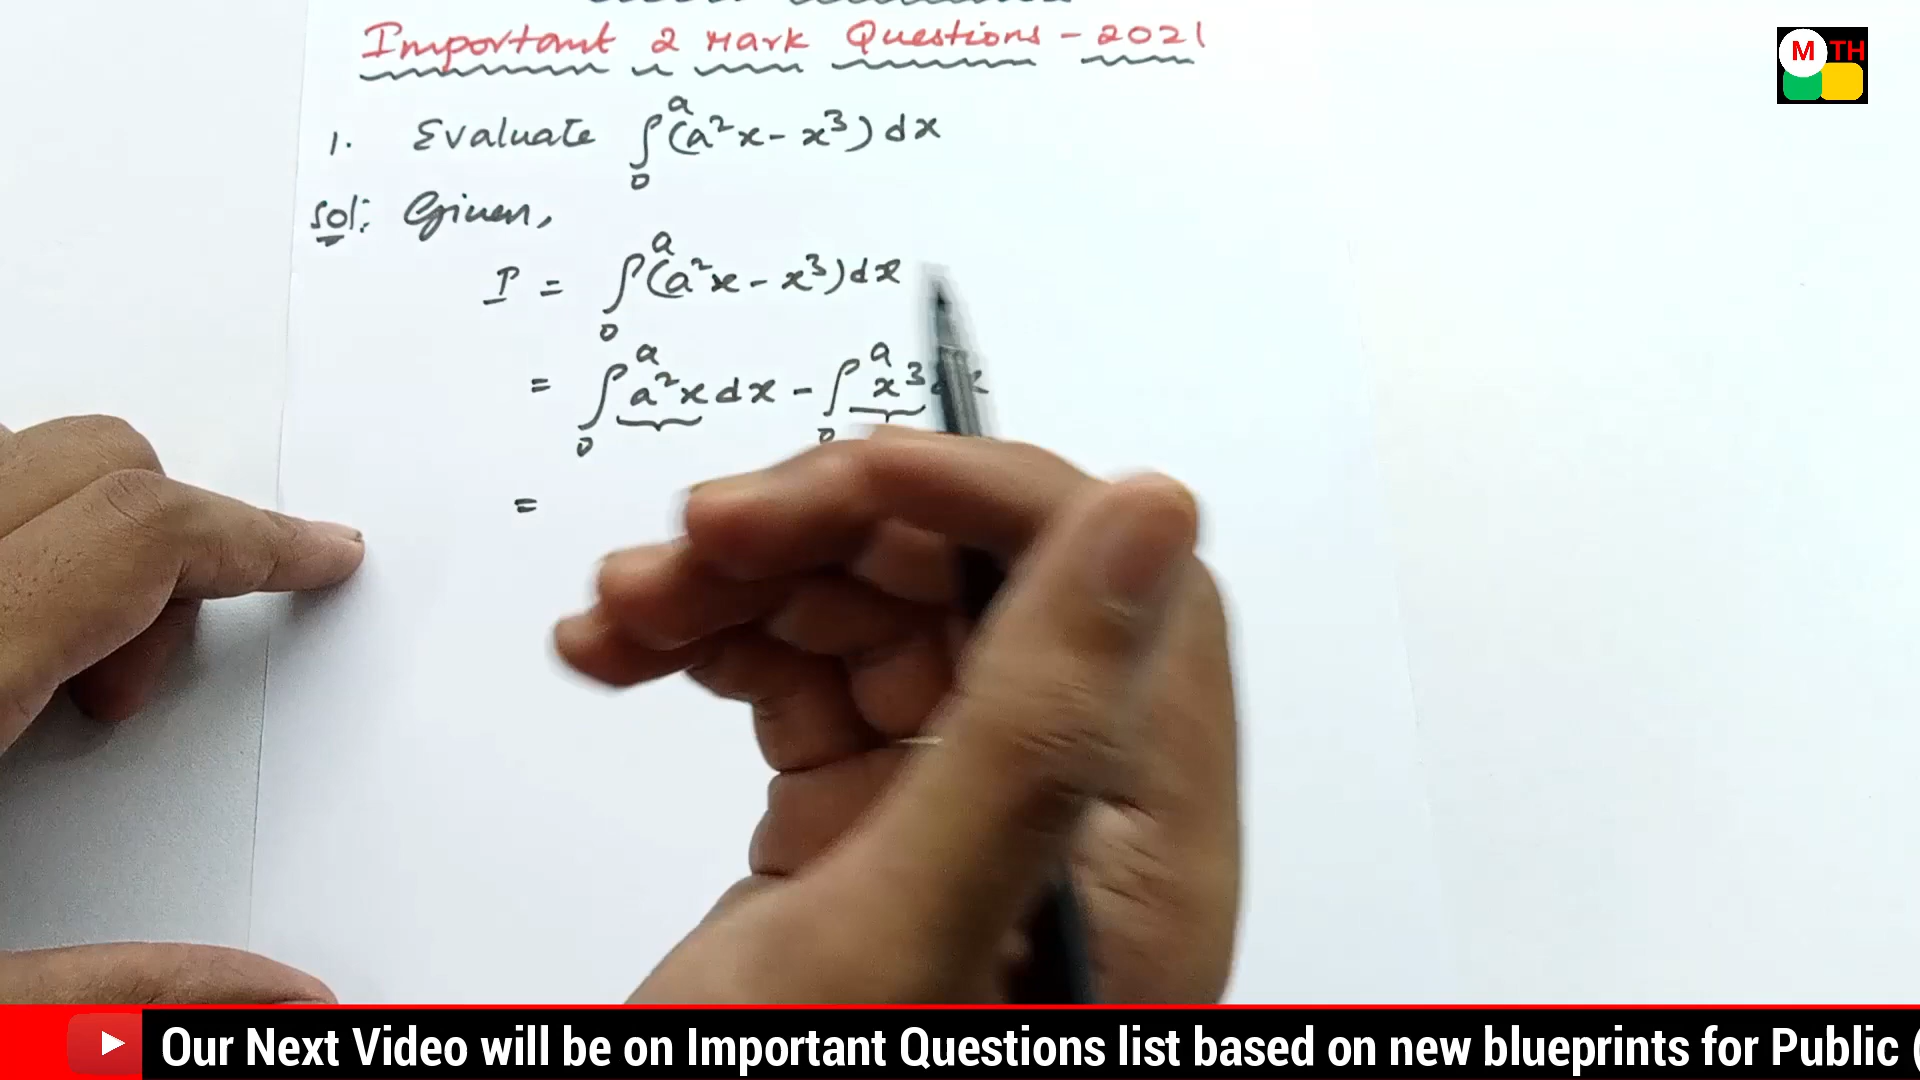 Important 2 Mark Questions - 2021
M TH
1. Evaluate ∫₀ᵃ (a²x - x³) dx
Sol: Given,
I = ∫₀ᵃ (a²x - x³) dx
= ∫₀ᵃ a²x dx - ∫₀ᵃ x³
=
Our Next Video will be on Important Questions list based on new blueprints for Public (